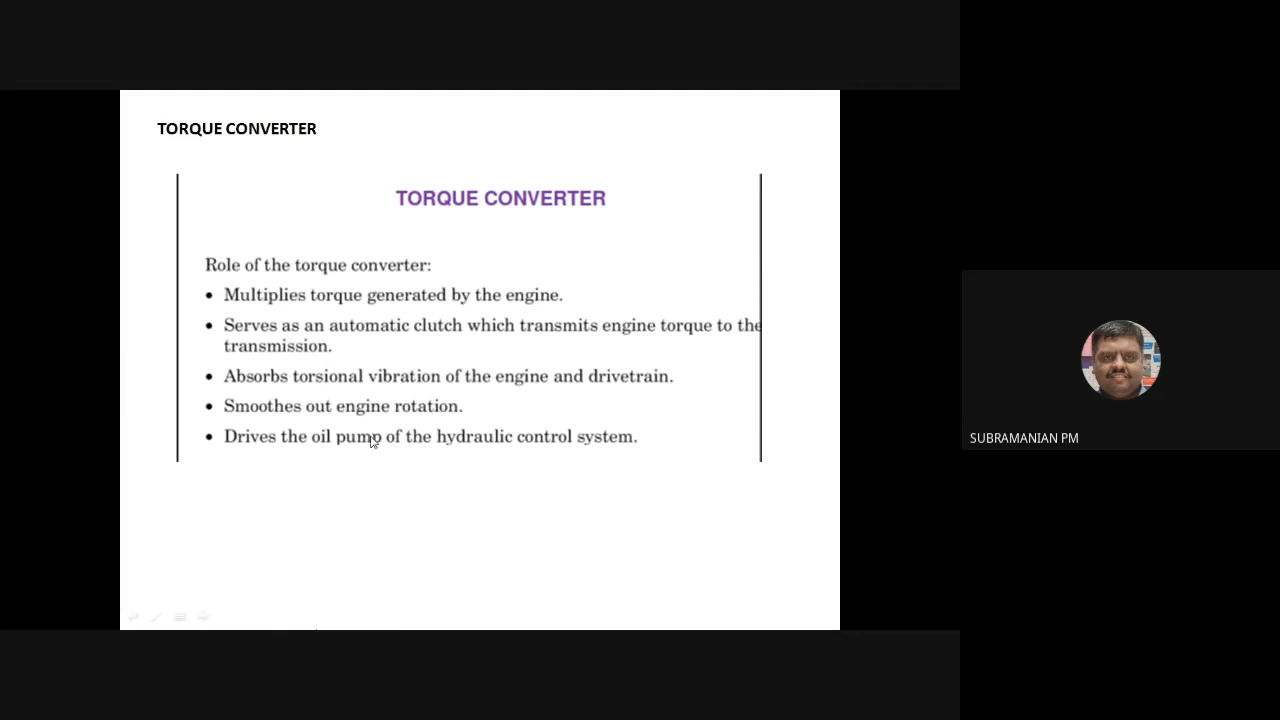 TORQUE CONVERTER
TORQUE CONVERTER
Role of the torque converter:
• Multiplies torque generated by the engine.
• Serves as an automatic clutch which transmits engine torque to the
transmission.
• Absorbs torsional vibration of the engine and drivetrain.
• Smoothes out engine rotation.
• Drives the oil pump of the hydraulic control system.
SUBRAMANIAN PM